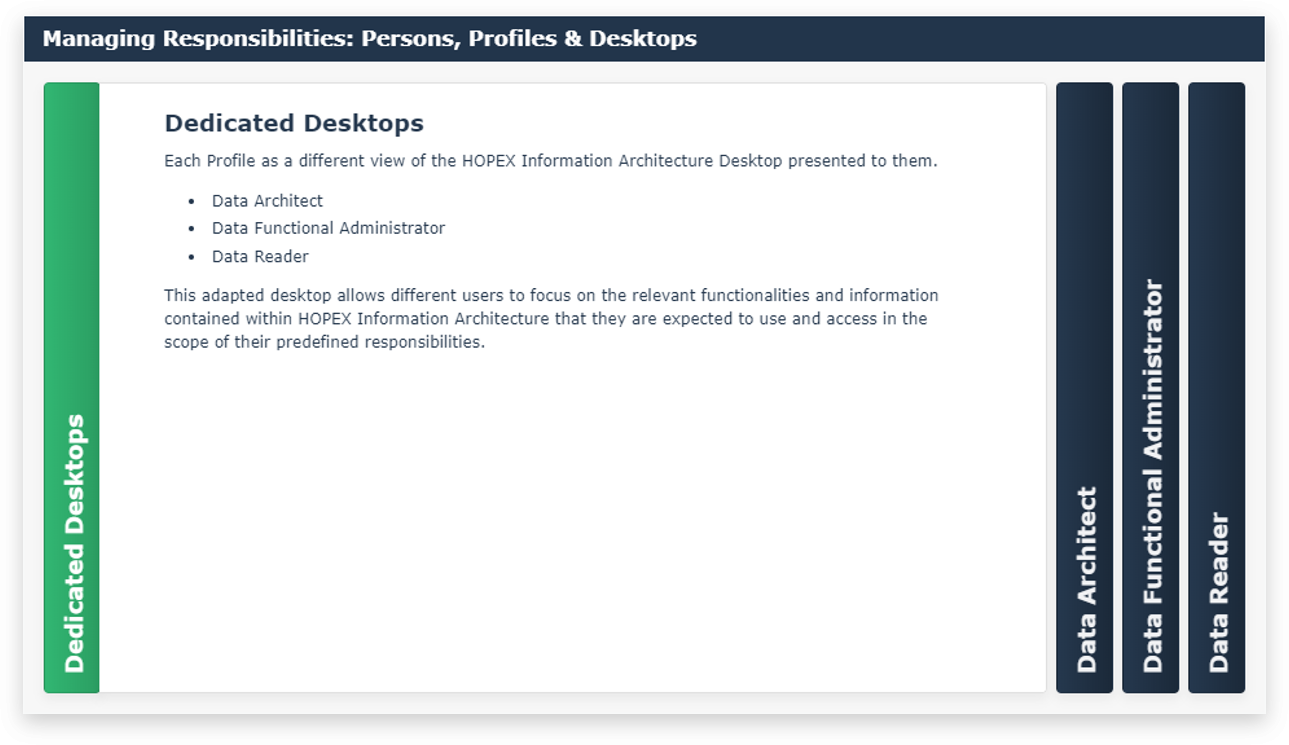 Managing Responsibilities: Persons, Profiles & Desktops
Dedicated Desktops
Dedicated Desktops
Each Profile as a different view of the HOPEX Information Architecture Desktop presented to them.
• Data Architect
• Data Functional Administrator
• Data Reader
This adapted desktop allows different users to focus on the relevant functionalities and information
contained within HOPEX Information Architecture that they are expected to use and access in the
scope of their predefined responsibilities.
Data Architect
Data Functional Administrator
Data Reader